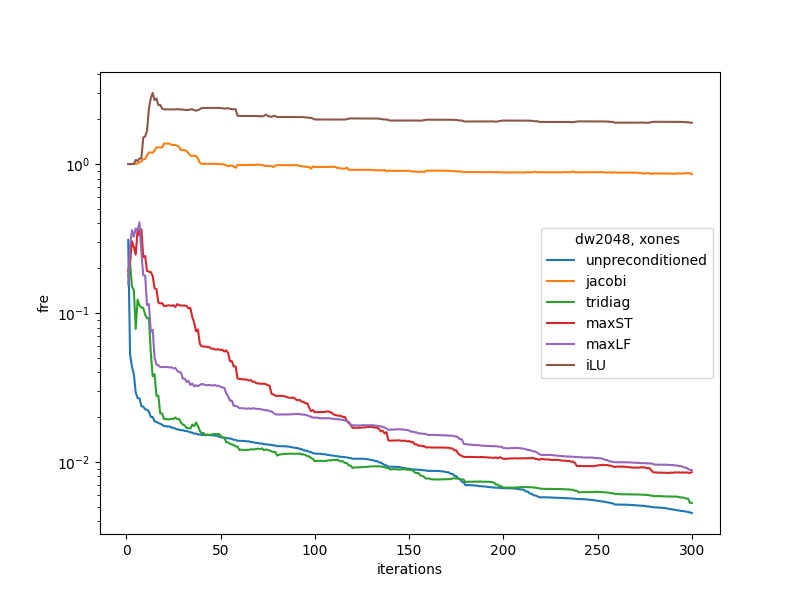 fre
10⁰
10⁻¹
10⁻²
dw2048, xones
unpreconditioned
jacobi
tridiag
maxST
maxLF
iLU
0 50 100 150 200 250 300
iterations